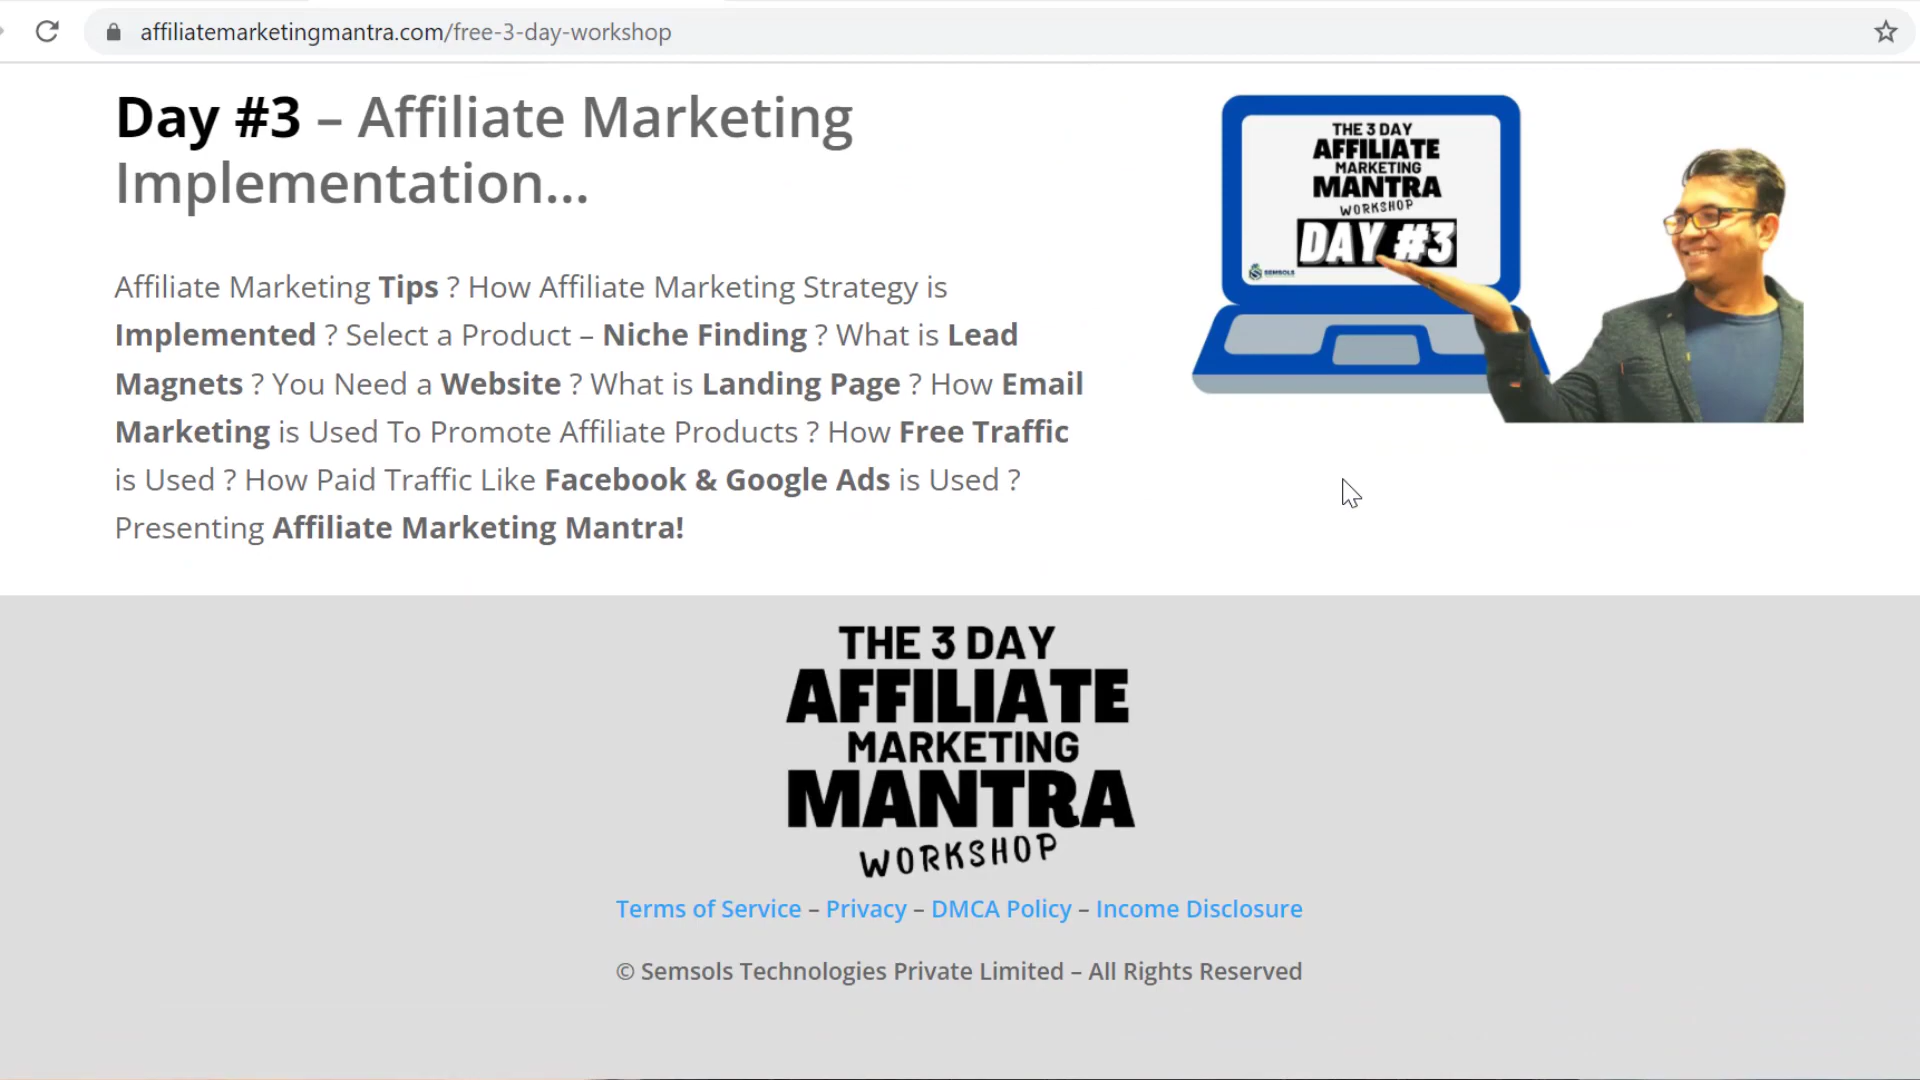 affiliatemarketingmantra.com/free-3-day-workshop
Day #3 – Affiliate Marketing
Implementation...
Affiliate Marketing Tips ? How Affiliate Marketing Strategy is
Implemented ? Select a Product – Niche Finding ? What is Lead
Magnets ? You Need a Website ? What is Landing Page ? How Email
Marketing is Used To Promote Affiliate Products ? How Free Traffic
is Used ? How Paid Traffic Like Facebook & Google Ads is Used ?
Presenting Affiliate Marketing Mantra!
THE 3 DAY
AFFILIATE
MARKETING
MANTRA
WORKSHOP
DAY #3
SEMSOLS
THE 3 DAY
AFFILIATE
MARKETING
MANTRA
WORKSHOP
Terms of Service – Privacy – DMCA Policy – Income Disclosure
© Semsols Technologies Private Limited – All Rights Reserved